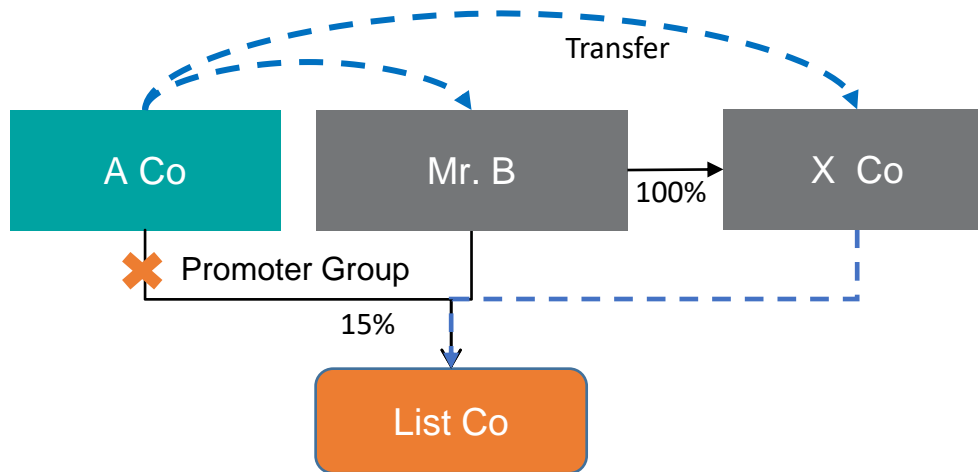 Transfer
A Co
Mr. B
X Co
100%
Promoter Group
15%
List Co